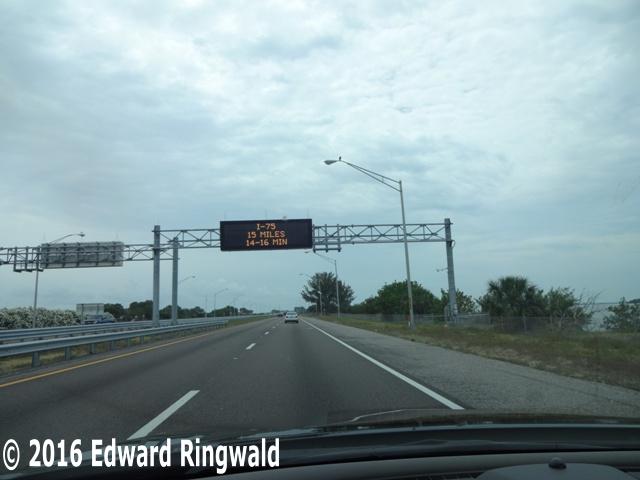 I-75
15 MILES
14-16 MIN
© 2016 Edward Ringwald